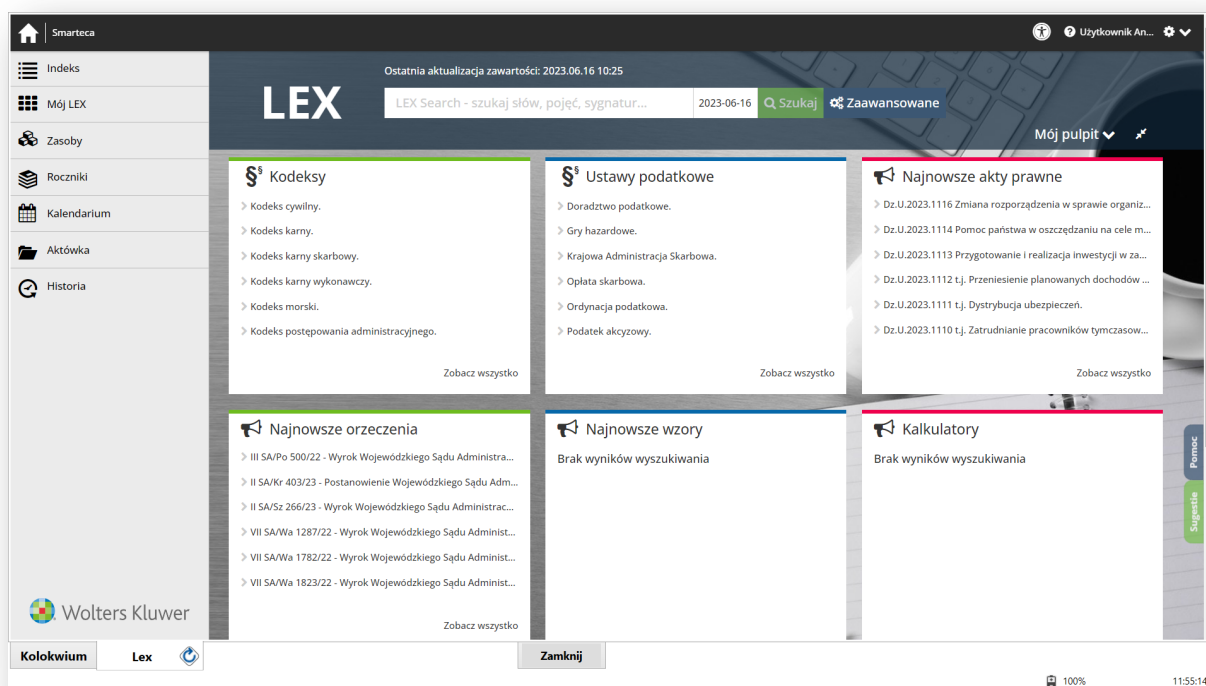 Smarteca
Użytkownik An...
Indeks
Mój LEX
Zasoby
Roczniki
Kalendarium
Aktówka
Historia
Wolters Kluwer
Ostatnia aktualizacja zawartości: 2023.06.16 10:25
LEX
LEX Search - szukaj słów, pojęć, sygnatur...
2023-06-16
Szukaj
Zaawansowane
Mój pulpit
§§ Kodeksy
Kodeks cywilny.
Kodeks karny.
Kodeks karny skarbowy.
Kodeks karny wykonawczy.
Kodeks morski.
Kodeks postępowania administracyjnego.
Zobacz wszystko
§§ Ustawy podatkowe
Doradztwo podatkowe.
Gry hazardowe.
Krajowa Administracja Skarbowa.
Opłata skarbowa.
Ordynacja podatkowa.
Podatek akcyzowy.
Zobacz wszystko
Najnowsze akty prawne
Dz.U.2023.1116 Zmiana rozporządzenia w sprawie organiz...
Dz.U.2023.1114 Pomoc państwa w oszczędzaniu na cele m...
Dz.U.2023.1113 Przygotowanie i realizacja inwestycji w za...
Dz.U.2023.1112 t.j. Przeniesienie planowanych dochodów ...
Dz.U.2023.1111 t.j. Dystrybucja ubezpieczeń.
Dz.U.2023.1110 t.j. Zatrudnianie pracowników tymczasow...
Zobacz wszystko
Najnowsze orzeczenia
III SA/Po 500/22 - Wyrok Wojewódzkiego Sądu Administra...
II SA/Kr 403/23 - Postanowienie Wojewódzkiego Sądu Adm...
II SA/Sz 266/23 - Wyrok Wojewódzkiego Sądu Administrac...
VII SA/Wa 1287/22 - Wyrok Wojewódzkiego Sądu Administ...
VII SA/Wa 1782/22 - Wyrok Wojewódzkiego Sądu Administ...
VII SA/Wa 1823/22 - Wyrok Wojewódzkiego Sądu Administ...
Zobacz wszystko
Najnowsze wzory
Brak wyników wyszukiwania
Kalkulatory
Brak wyników wyszukiwania
Pomoc
Sugestie
Kolokwium
Lex
Zamknij
100%
11:55:14